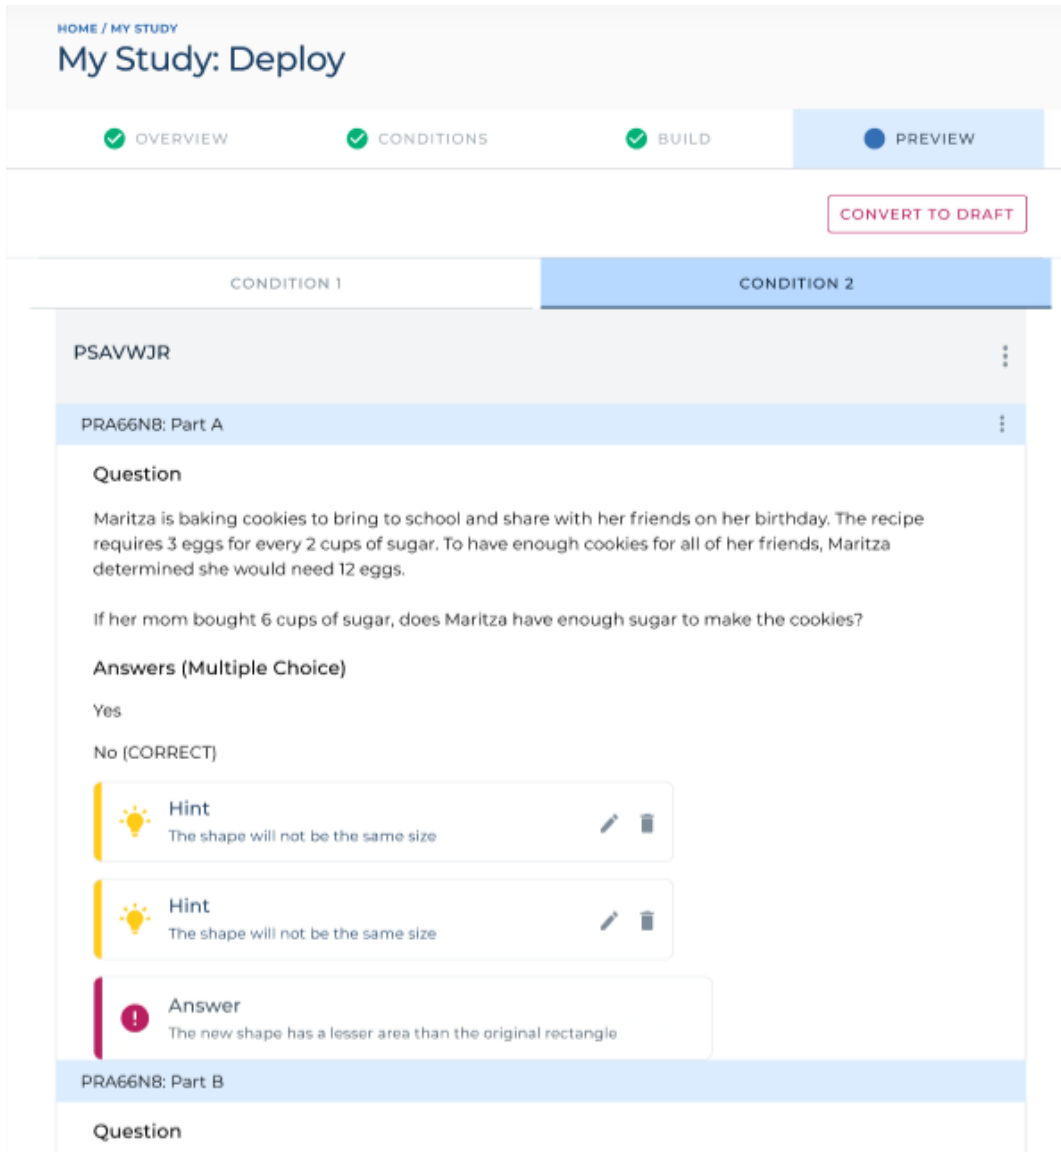 HOME / MY STUDY
My Study: Deploy
OVERVIEW
CONDITIONS
BUILD
PREVIEW
CONVERT TO DRAFT
CONDITION 1
CONDITION 2
PSAVWJR
PRA66N8: Part A
Question
Maritza is baking cookies to bring to school and share with her friends on her birthday. The recipe
requires 3 eggs for every 2 cups of sugar. To have enough cookies for all of her friends, Maritza
determined she would need 12 eggs.
If her mom bought 6 cups of sugar, does Maritza have enough sugar to make the cookies?
Answers (Multiple Choice)
Yes
No (CORRECT)
Hint
The shape will not be the same size
Hint
The shape will not be the same size
Answer
The new shape has a lesser area than the original rectangle
PRA66N8: Part B
Question